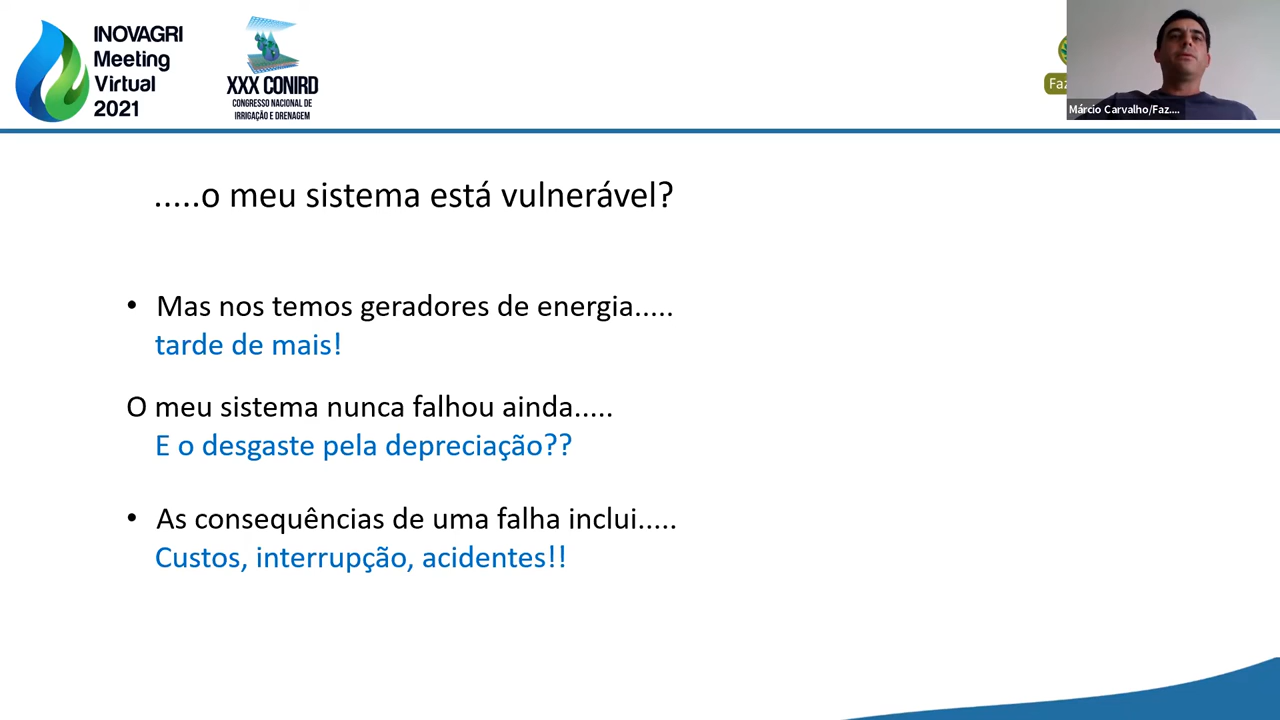 INOVAGRI
Meeting
Virtual
2021
XXX CONIRD
CONGRESSO NACIONAL DE
IRRIGAÇÃO E DRENAGEM
Faz
Márcio Carvalho/Faz....
.....o meu sistema está vulnerável?
• Mas nos temos geradores de energia.....
tarde de mais!
O meu sistema nunca falhou ainda.....
E o desgaste pela depreciação??
• As consequências de uma falha inclui.....
Custos, interrupção, acidentes!!